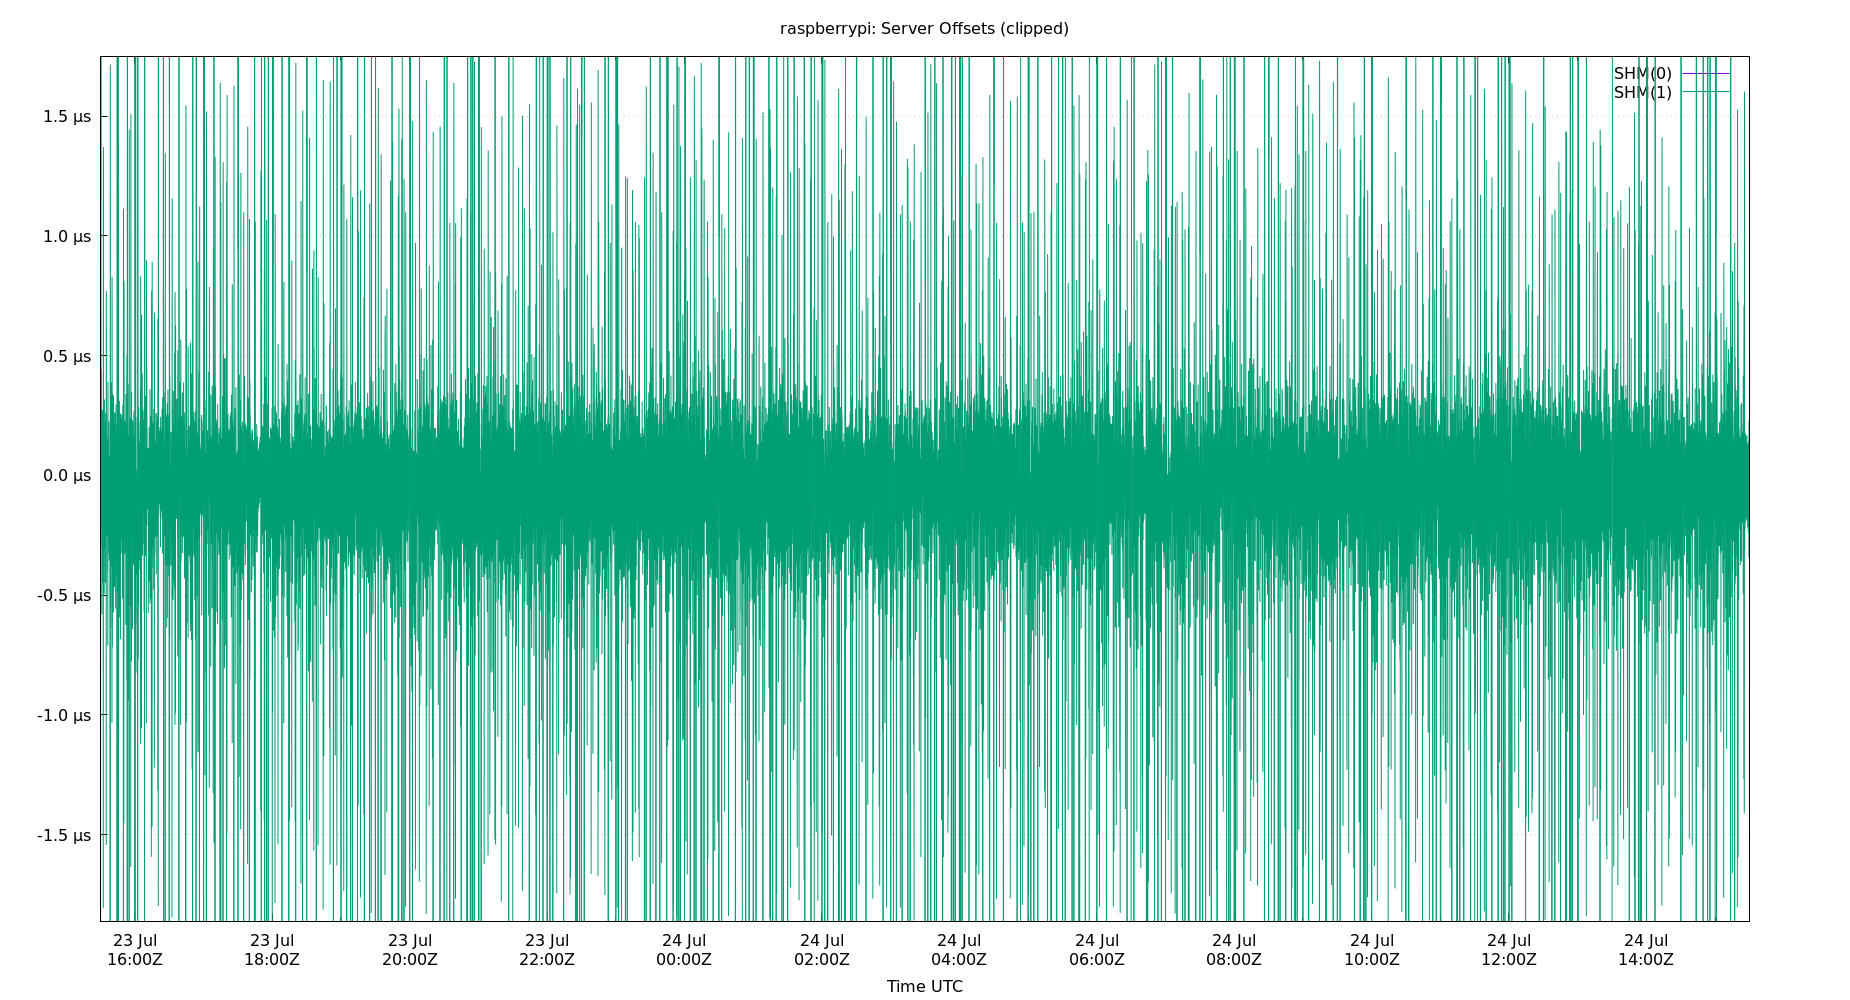 raspberrypi: Server Offsets (clipped)
SHM(0)
SHM(1)
1.5 µs
1.0 µs
0.5 µs
0.0 µs
-0.5 µs
-1.0 µs
-1.5 µs
23 Jul 23 Jul 23 Jul 23 Jul 24 Jul 24 Jul 24 Jul 24 Jul 24 Jul 24 Jul 24 Jul 24 Jul
16:00Z 18:00Z 20:00Z 22:00Z 00:00Z 02:00Z 04:00Z 06:00Z 08:00Z 10:00Z 12:00Z 14:00Z
Time UTC